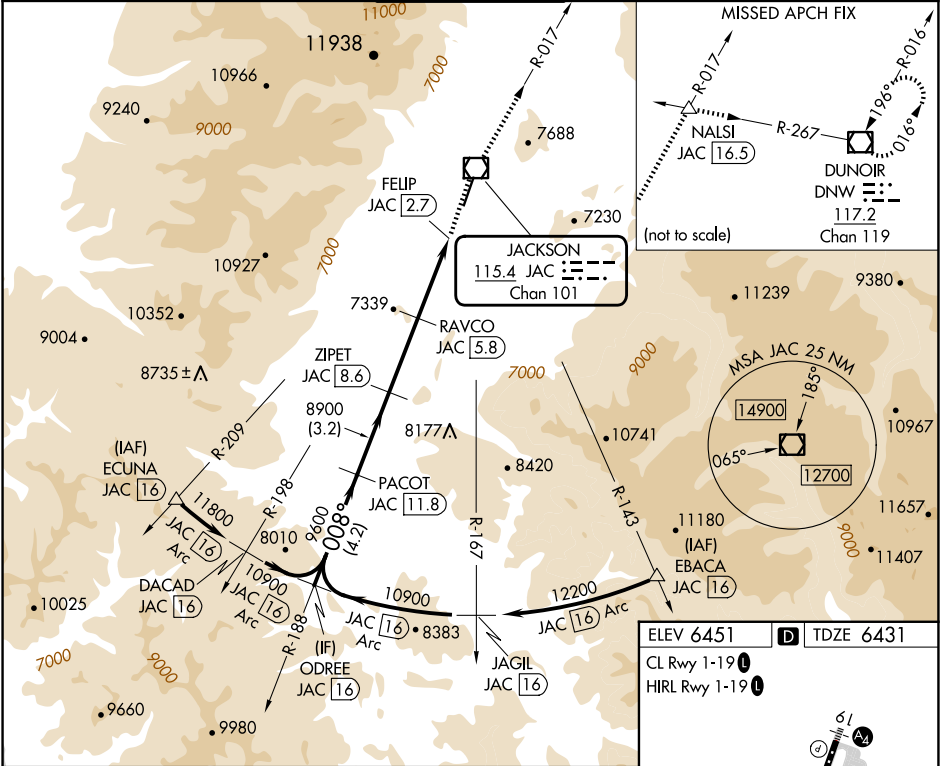 11000
11938
10966
9240
9000
7000
R-017
7688
FELIP
JAC 2.7
7230
7000
10927
JACKSON
115.4 JAC
Chan 101
7339
10352
9004
8735 ±
RAVCO
JAC 5.8
ZIPET
JAC 8.6
8900
(3.2)
8177
7000
9000
10741
8420
PACOT
JAC 11.8
R-209
R-198
R-167
R-143
(IAF)
ECUNA
JAC 16
11800
JAC 16
Arc
8010
9600
008°
(4.2)
11180
(IAF)
EBACA
JAC 16
DACAD
JAC 16
10900
JAC 16
Arc
R-188
(IF)
ODREE
JAC 16
10900
JAC 16
Arc
8383
12200
JAC 16 Arc
JAGIL
JAC 16
10025
7000
9000
9660
9980
MISSED APCH FIX
R-017
R-016
196°
016°
NALSI
JAC 16.5
R-267
DUNOIR
DNW
117.2
Chan 119
(not to scale)
11239
9380
MSA JAC 25 NM
185°
14900
065°
12700
10967
11657
11407
9000
ELEV 6451 D TDZE 6431
CL Rwy 1-19 L
HIRL Rwy 1-19 L
19
A4
P